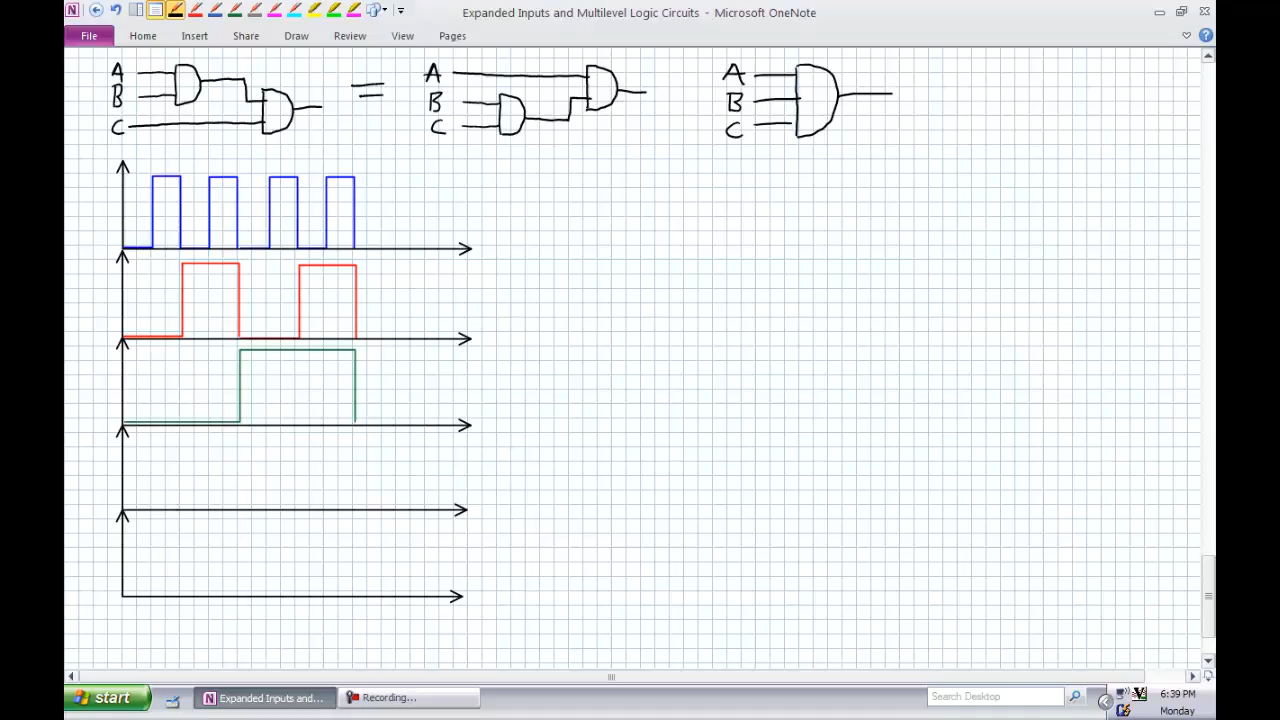 Expanded Inputs and Multilevel Logic Circuits - Microsoft OneNote
File Home Insert Share Draw Review View Pages
A A A
B = B B
C C C
start Expanded Inputs and... Recording... Search Desktop 6:39 PM
Monday